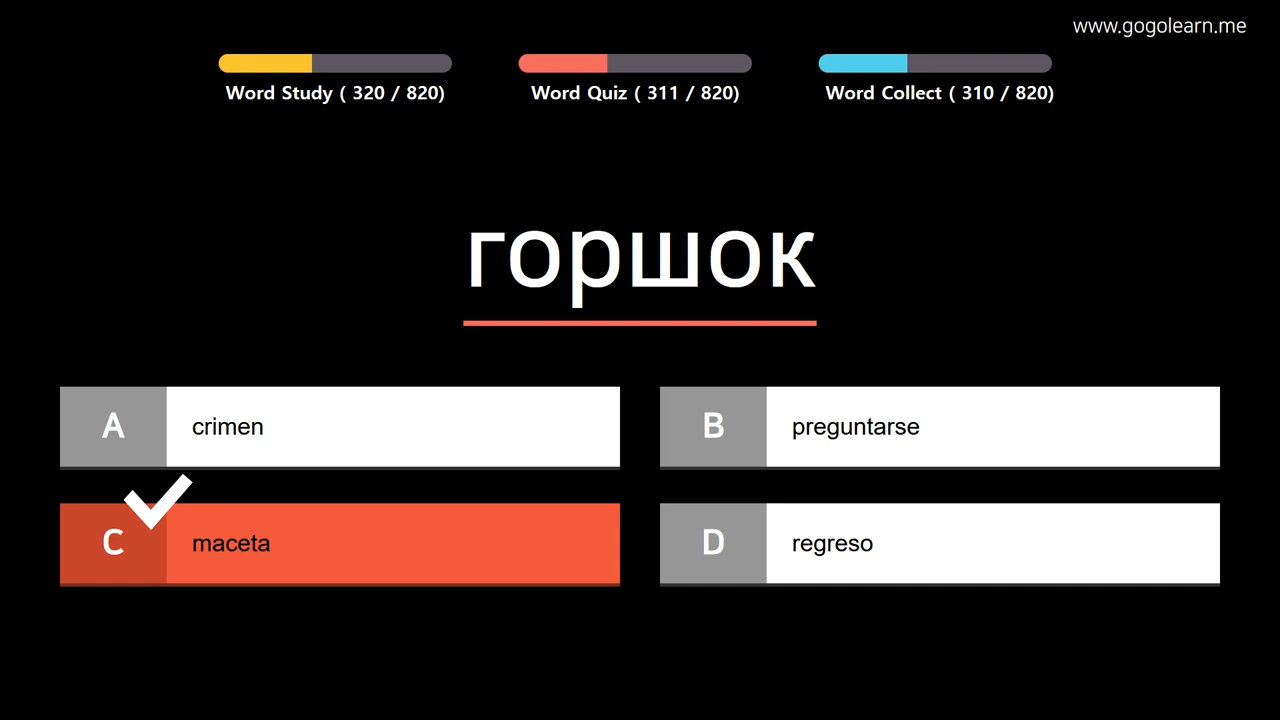 www.gogolearn.me
Word Study ( 320 / 820)
Word Quiz ( 311 / 820)
Word Collect ( 310 / 820)
горшок
A crimen
B preguntarse
C maceta
D regreso